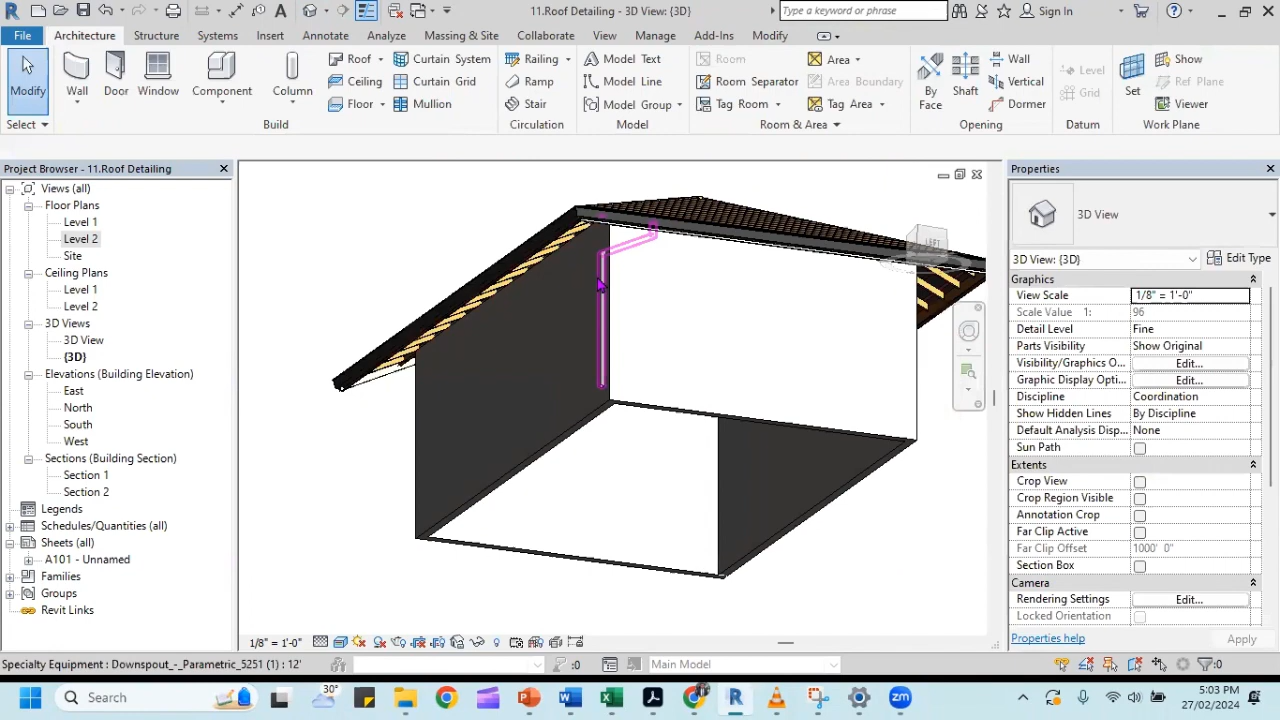 R
A
11.Roof Detailing - 3D View: {3D}
Type a keyword or phrase
Sign In
?
File
Architecture
Structure
Systems
Insert
Annotate
Analyze
Massing & Site
Collaborate
View
Manage
Add-Ins
Modify
Modify
Wall
Door
Window
Component
Column
Roof
Ceiling
Floor
Curtain System
Curtain Grid
Mullion
Railing
Ramp
Stair
Model Text
Model Line
Model Group
Room
Room Separator
Tag Room
Area
Area Boundary
Tag Area
By Face
Shaft
Wall
Vertical
Dormer
Level
Grid
Set
Show
Ref Plane
Viewer
Select
Build
Circulation
Model
Room & Area
Opening
Datum
Work Plane
Project Browser - 11.Roof Detailing
Views (all)
Floor Plans
Level 1
Level 2
Site
Ceiling Plans
Level 1
Level 2
3D Views
3D View
{3D}
Elevations (Building Elevation)
East
North
South
West
Sections (Building Section)
Section 1
Section 2
Legends
Schedules/Quantities (all)
Sheets (all)
A101 - Unnamed
Families
Groups
Revit Links
LEFT
Properties
3D View
3D View: {3D}
Edit Type
Graphics
View Scale 1/8" = 1'-0"
Scale Value 1: 96
Detail Level Fine
Parts Visibility Show Original
Visibility/Graphics O... Edit...
Graphic Display Opti... Edit...
Discipline Coordination
Show Hidden Lines By Discipline
Default Analysis Disp... None
Sun Path
Extents
Crop View
Crop Region Visible
Annotation Crop
Far Clip Active
Far Clip Offset 1000' 0"
Section Box
Camera
Rendering Settings Edit...
Locked Orientation
Properties help
Apply
1/8" = 1'-0"
Specialty Equipment : Downspout_-_Parametric_5251 (1) : 12'
:0
Main Model
:0
Search
30°
R
zm
5:03 PM
27/02/2024